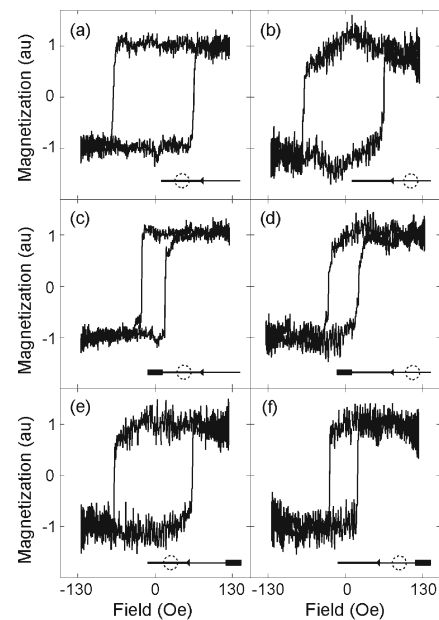 (a)
(b)
Magnetization (au)
1
0
-1
(c)
(d)
Magnetization (au)
1
0
-1
(e)
(f)
Magnetization (au)
1
0
-1
-130
0
130
-130
0
130
Field (Oe)
Field (Oe)